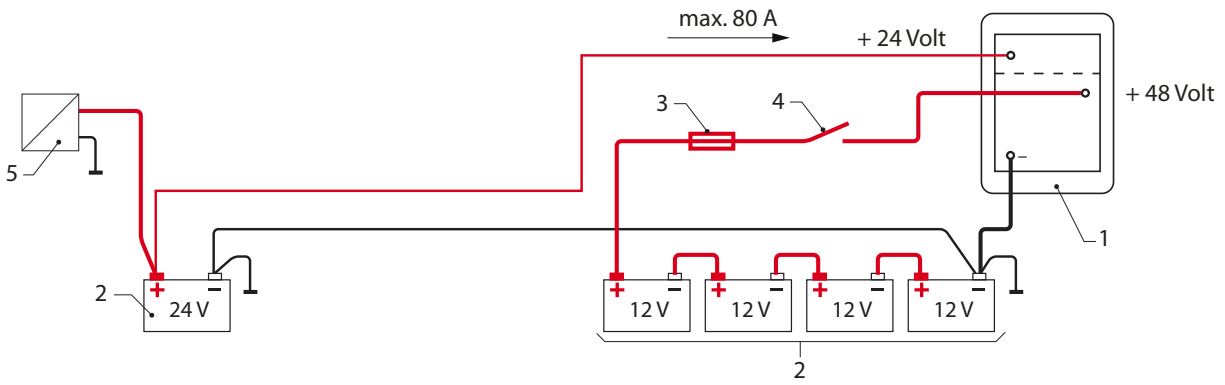 max. 80 A
+ 24 Volt
3
4
+ 48 Volt
5
–
1
+ –
2
24 V
+ – + – + – + –
12 V 12 V 12 V 12 V
2